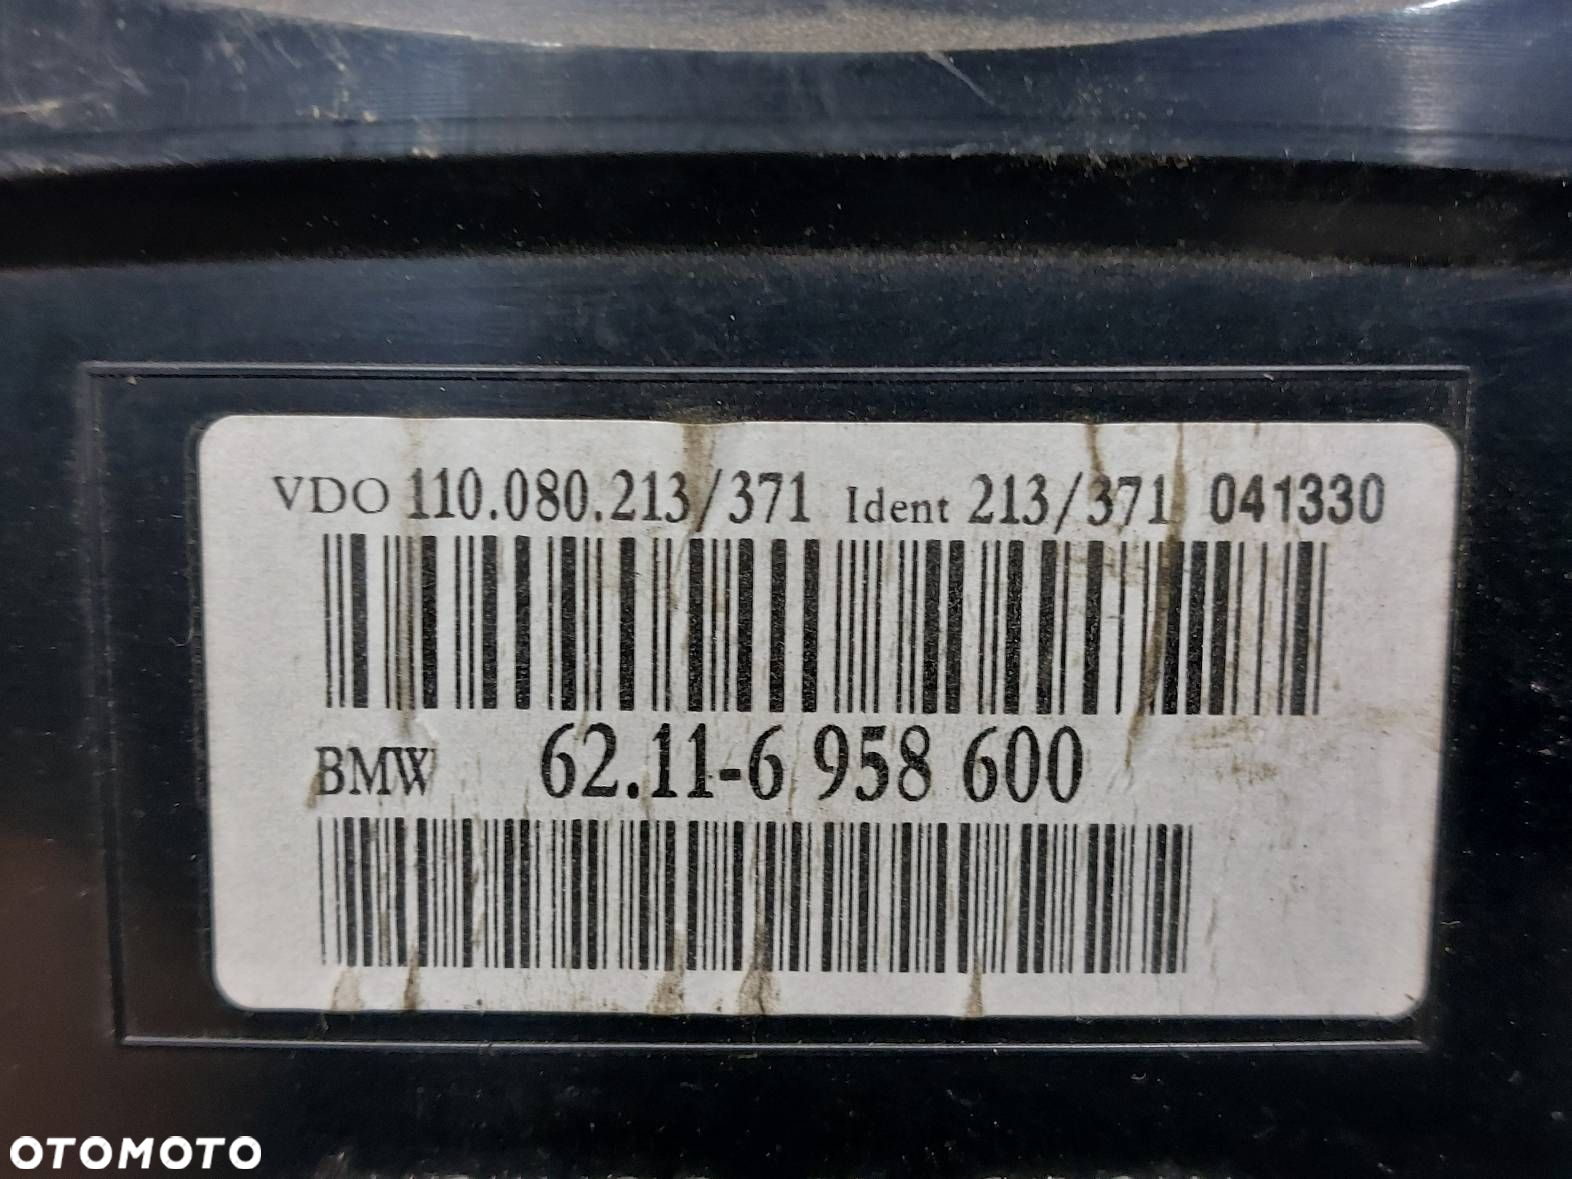 VDO 110.080.213/371 Ident 213/371 041330
BMW 62.11-6 958 600
OTOMOTO